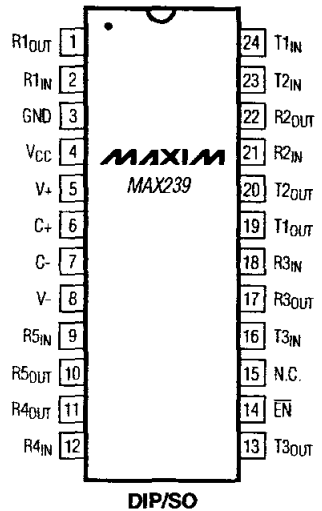 R1OUT 1
R1IN 2
GND 3
VCC 4
V+ 5
C+ 6
C- 7
V- 8
R5IN 9
R5OUT 10
R4OUT 11
R4IN 12
MAXIM
MAX239
24 T1IN
23 T2IN
22 R2OUT
21 R2IN
20 T2OUT
19 T1OUT
18 R3IN
17 R3OUT
16 T3IN
15 N.C.
14 E̅N̅
13 T3OUT
DIP/SO